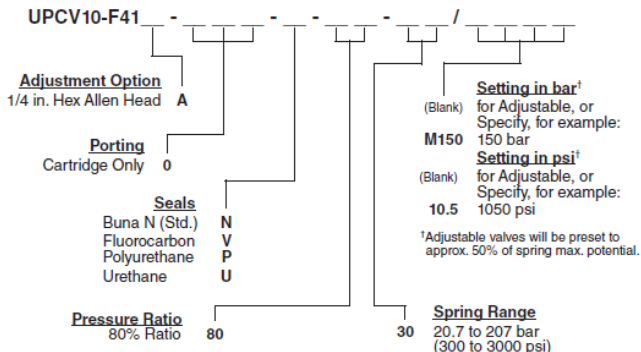 UPCV10-F41__ - __ __ __ - __ - __ __ - __ __ / __ __ __ __
Adjustment Option
1/4 in. Hex Allen Head A
Porting
Cartridge Only 0
Seals
Buna N (Std.) N
Fluorocarbon V
Polyurethane P
Urethane U
Pressure Ratio
80% Ratio 80
Spring Range
30 20.7 to 207 bar
(300 to 3000 psi)
Setting in bar†
(Blank) for Adjustable, or
Specify, for example:
M150 150 bar
Setting in psi†
(Blank) for Adjustable, or
Specify, for example:
10.5 1050 psi
†Adjustable valves will be preset to
approx. 50% of spring max. potential.